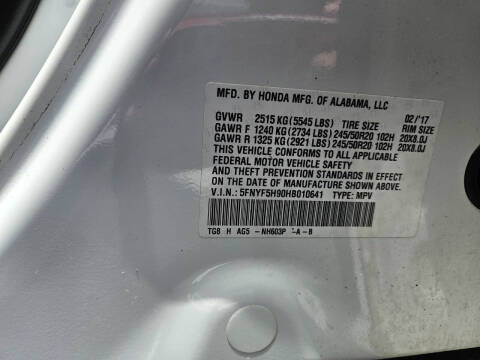 MFD. BY HONDA MFG. OF ALABAMA, LLC
02/'17
GVWR 2515 KG (5545 LBS) TIRE SIZE RIM SIZE
GAWR F 1240 KG (2734 LBS) 245/50R20 102H 20X8.0J
GAWR R 1325 KG (2921 LBS) 245/50R20 102H 20X8.0J
THIS VEHICLE CONFORMS TO ALL APPLICABLE
FEDERAL MOTOR VEHICLE SAFETY
AND THEFT PREVENTION STANDARDS IN EFFECT
ON THE DATE OF MANUFACTURE SHOWN ABOVE.
V.I.N.: 5FNYF5H90HB010641 TYPE: MPV
TG8 H AG5 -NH603P -A-B